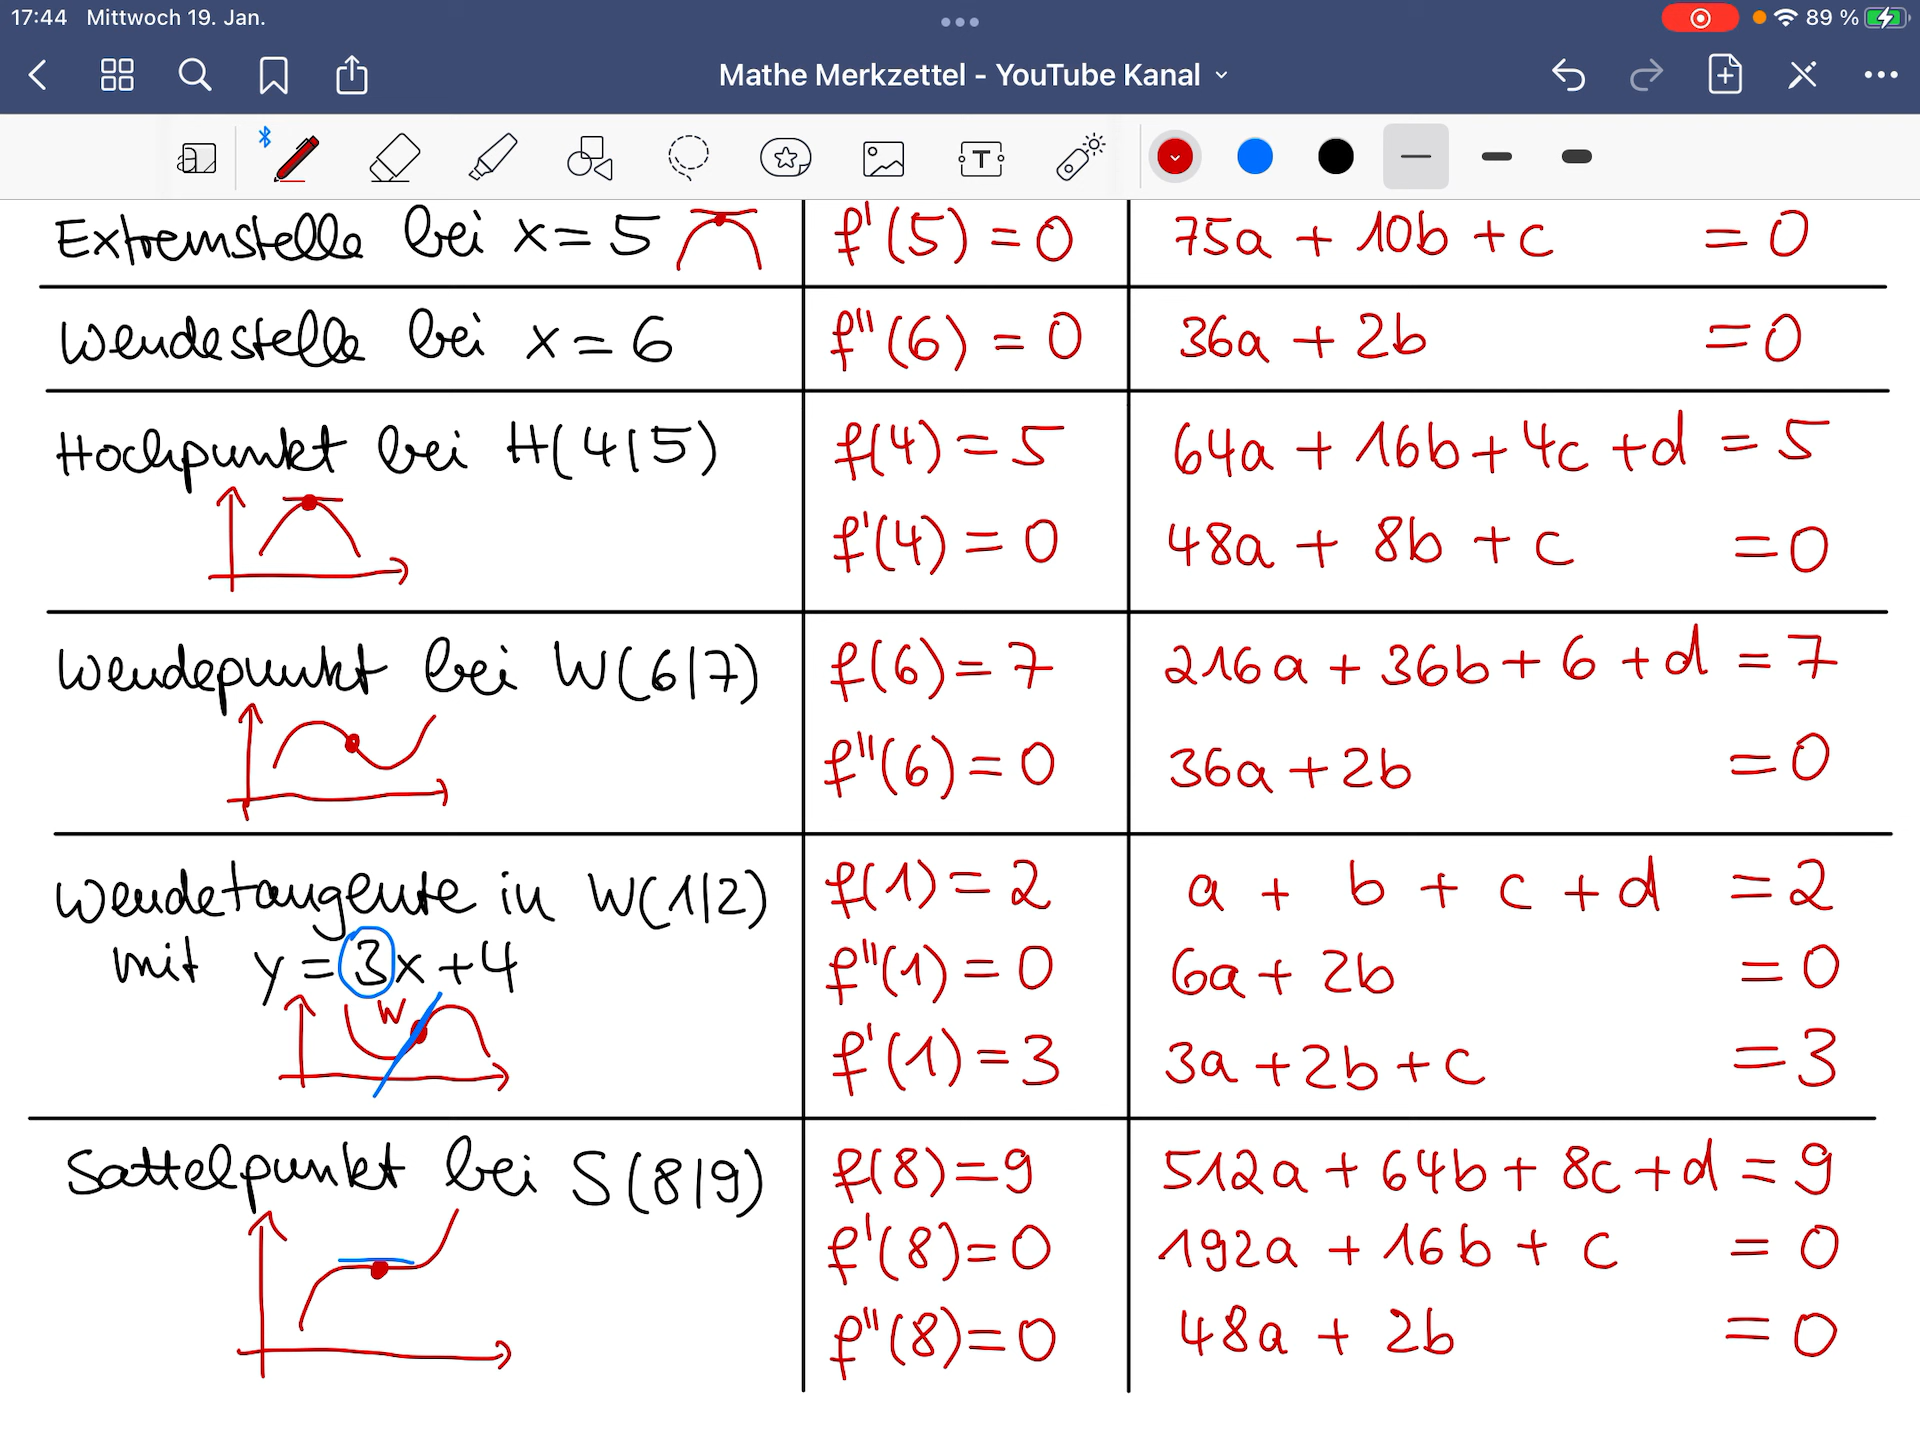 17:44 Mittwoch 19. Jan. 89 %
Mathe Merkzettel - YouTube Kanal
Extremstelle bei x = 5 f'(5) = 0 75a + 10b + c = 0
Wendestelle bei x = 6 f''(6) = 0 36a + 2b = 0
Hochpunkt bei H(4|5) f(4) = 5 64a + 16b + 4c + d = 5
f'(4) = 0 48a + 8b + c = 0
Wendepunkt bei W(6|7) f(6) = 7 216a + 36b + 6 + d = 7
f''(6) = 0 36a + 2b = 0
Wendetangente in W(1|2) f(1) = 2 a + b + c + d = 2
mit y = 3x + 4 f''(1) = 0 6a + 2b = 0
W
f'(1) = 3 3a + 2b + c = 3
Sattelpunkt bei S(8|9) f(8) = 9 512a + 64b + 8c + d = 9
f'(8) = 0 192a + 16b + c = 0
f''(8) = 0 48a + 2b = 0